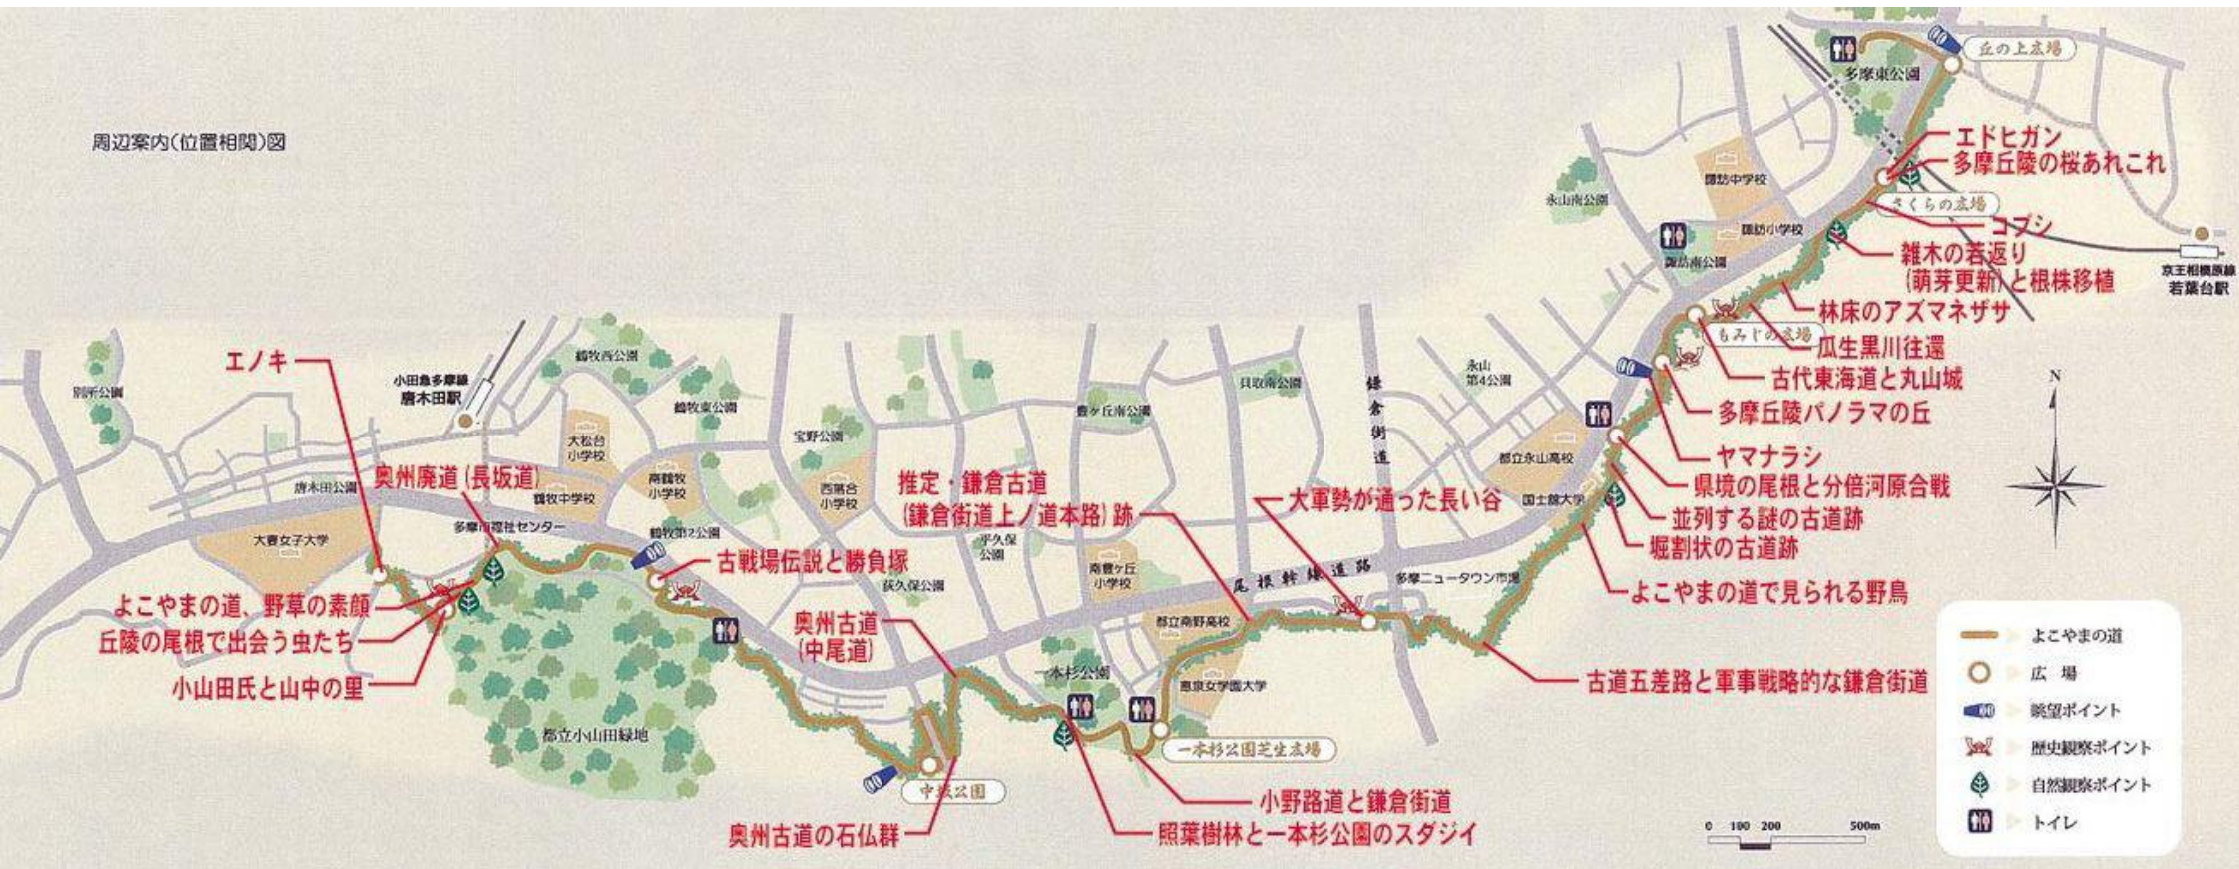 周辺案内(位置相関)図
丘の上広場
多摩東公園
エドヒガン
多摩丘陵の桜あれこれ
諏訪中学校
永山南公園
さくらの広場
諏訪小学校
コブシ
雑木の若返り
(萌芽更新)と根株移植
諏訪南公園
京王相模原線
若葉台駅
林床のアズマネザサ
もみじの広場
瓜生黒川往還
古代東海道と丸山城
多摩丘陵パノラマの丘
ヤマナラシ
県境の尾根と分倍河原合戦
並列する謎の古道跡
堀割状の古道跡
よこやまの道で見られる野鳥
古道五差路と軍事戦略的な鎌倉街道
永山
第4公園
都立永山高校
国士舘大学
多摩ニュータウン市場
鎌倉街道
大軍勢が通った長い谷
尾根幹線道路
貝取南公園
豊ヶ丘南公園
推定・鎌倉古道
(鎌倉街道上ノ道本路)跡
平久保
公園
南豊ヶ丘
小学校
都立南野高校
恵泉女学園大学
一本杉公園
一本杉公園芝生広場
小野路道と鎌倉街道
照葉樹林と一本杉公園のスダジイ
宝野公園
西落合
小学校
荻久保公園
奥州古道
(中尾道)
中坂公園
奥州古道の石仏群
鶴牧西公園
鶴牧東公園
大松台
小学校
南鶴牧
小学校
鶴牧中学校
鶴牧第2公園
古戦場伝説と勝負塚
小田急多摩線
唐木田駅
別所公園
エノキ
奥州廃道(長坂道)
唐木田公園
多摩市福祉センター
大妻女子大学
よこやまの道、野草の素顔
丘陵の尾根で出会う虫たち
小山田氏と山中の里
都立小山田緑地
N
0 100 200 500m
よこやまの道
広場
眺望ポイント
歴史観察ポイント
自然観察ポイント
トイレ